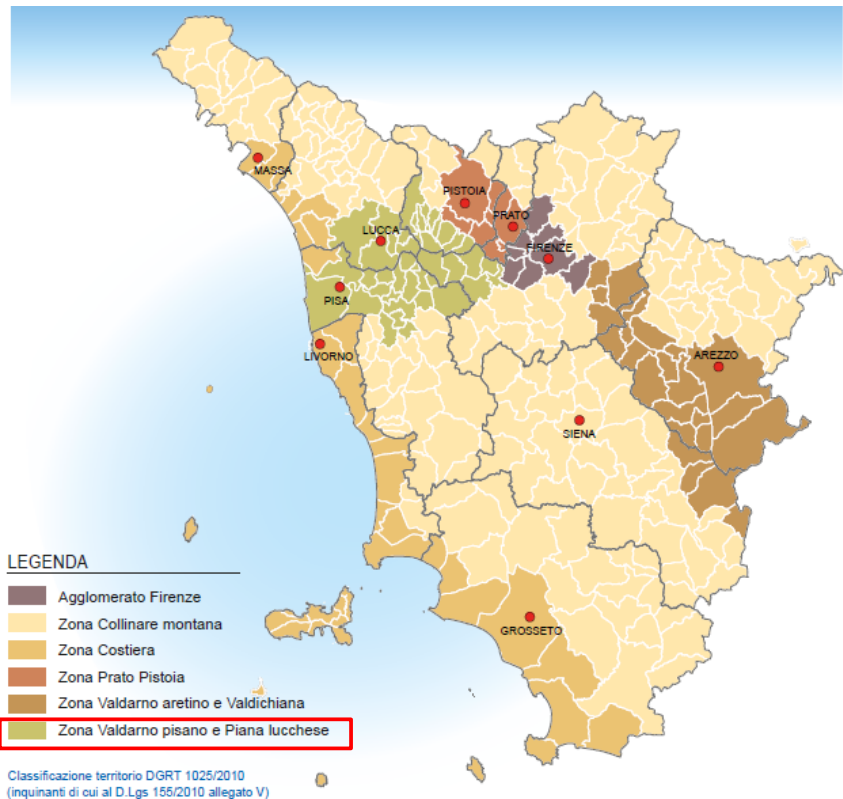 MASSA
PISTOIA
PRATO
LUCCA
FIRENZE
PISA
LIVORNO
AREZZO
SIENA
GROSSETO
LEGENDA
Agglomerato Firenze
Zona Collinare montana
Zona Costiera
Zona Prato Pistoia
Zona Valdarno aretino e Valdichiana
Zona Valdarno pisano e Piana lucchese
Classificazione territorio DGRT 1025/2010
(inquinanti di cui al D.Lgs 155/2010 allegato V)